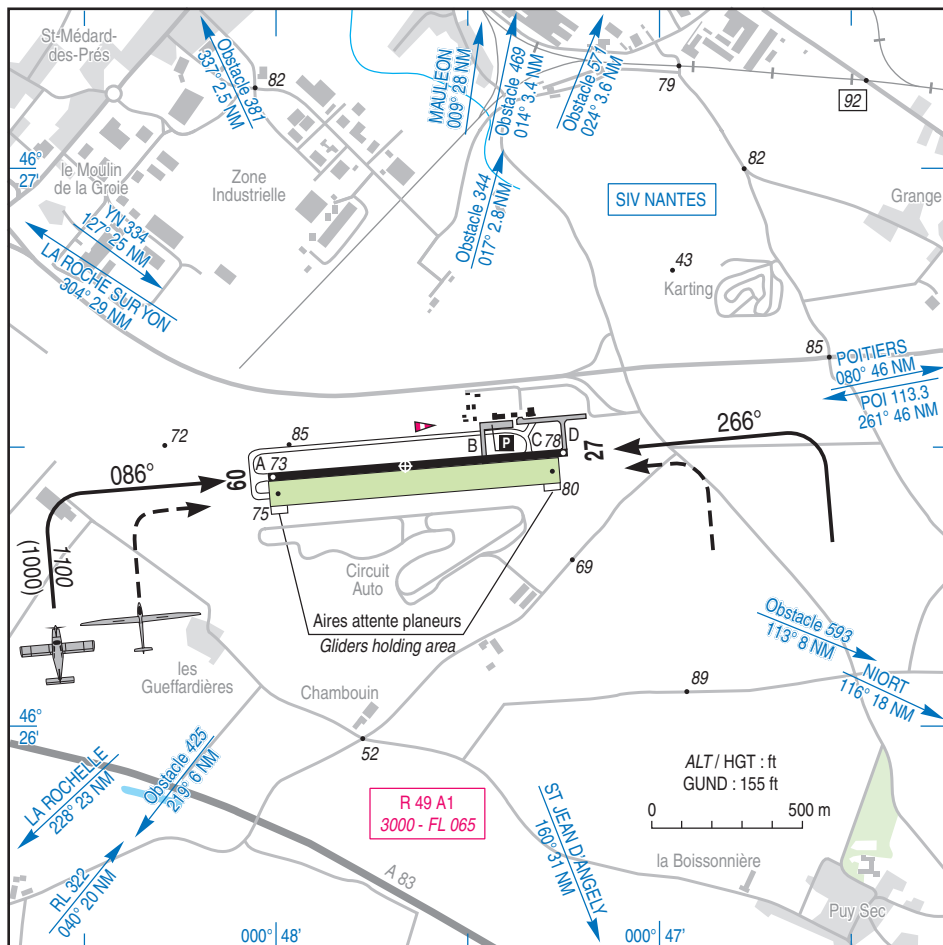 St-Médard-
des-Prés
Obstacle 381
337° 2.5 NM
82
MAULEON
009° 28 NM
Obstacle 469
014° 3.4 NM
Obstacle 571
024° 3.6 NM
79
92
46°
27'
le Moulin
de la Groie
Zone
Industrielle
Obstacle 344
017° 2.8 NM
SIV NANTES
82
Grange
YN 334
127° 25 NM
LA ROCHE SUR YON
304° 29 NM
43
Karting
85
POITIERS
080° 46 NM
POI 113.3
261° 46 NM
72
85
A
73
B
P
C
78
D
27
266°
086°
09
75
80
1100
(1000)
Circuit
Auto
69
Aires attente planeurs
Gliders holding area
Obstacle 593
113° 8 NM
NIORT
116° 18 NM
les
Gueffardières
Chambouin
89
46°
26'
52
LA ROCHELLE
228° 23 NM
Obstacle 425
219° 6 NM
R 49 A1
3000 - FL 065
ALT / HGT : ft
GUND : 155 ft
0 500 m
ST JEAN D'ANGELY
160° 31 NM
RL 322
040° 20 NM
A 83
la Boissonnière
Puy Sec
000° 48'
000° 47'